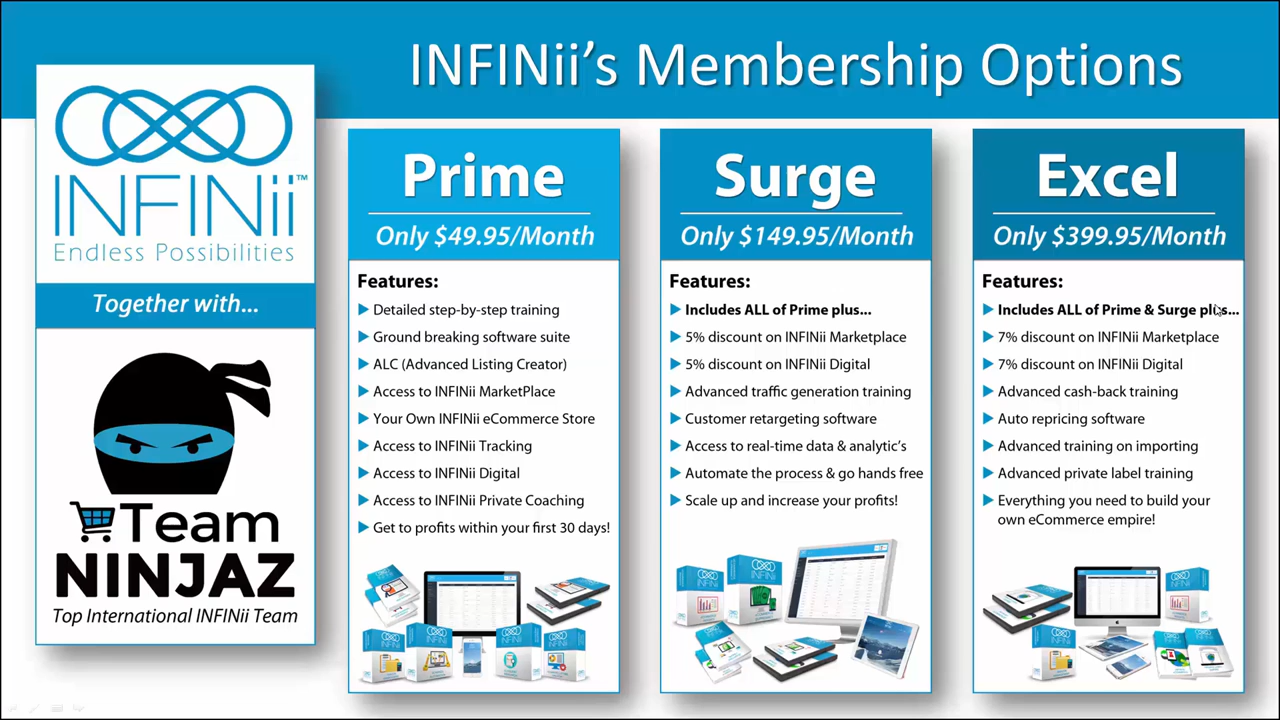 INFINii's Membership Options
INFINii™
Endless Possibilities
Together with...
Team
NINJAZ
Top International INFINii Team
Prime
Only $49.95/Month
Features:
Detailed step-by-step training
Ground breaking software suite
ALC (Advanced Listing Creator)
Access to INFINii MarketPlace
Your Own INFINii eCommerce Store
Access to INFINii Tracking
Access to INFINii Digital
Access to INFINii Private Coaching
Get to profits within your first 30 days!
Surge
Only $149.95/Month
Features:
Includes ALL of Prime plus...
5% discount on INFINii Marketplace
5% discount on INFINii Digital
Advanced traffic generation training
Customer retargeting software
Access to real-time data & analytic's
Automate the process & go hands free
Scale up and increase your profits!
Excel
Only $399.95/Month
Features:
Includes ALL of Prime & Surge plus...
7% discount on INFINii Marketplace
7% discount on INFINii Digital
Advanced cash-back training
Auto repricing software
Advanced training on importing
Advanced private label training
Everything you need to build your
own eCommerce empire!